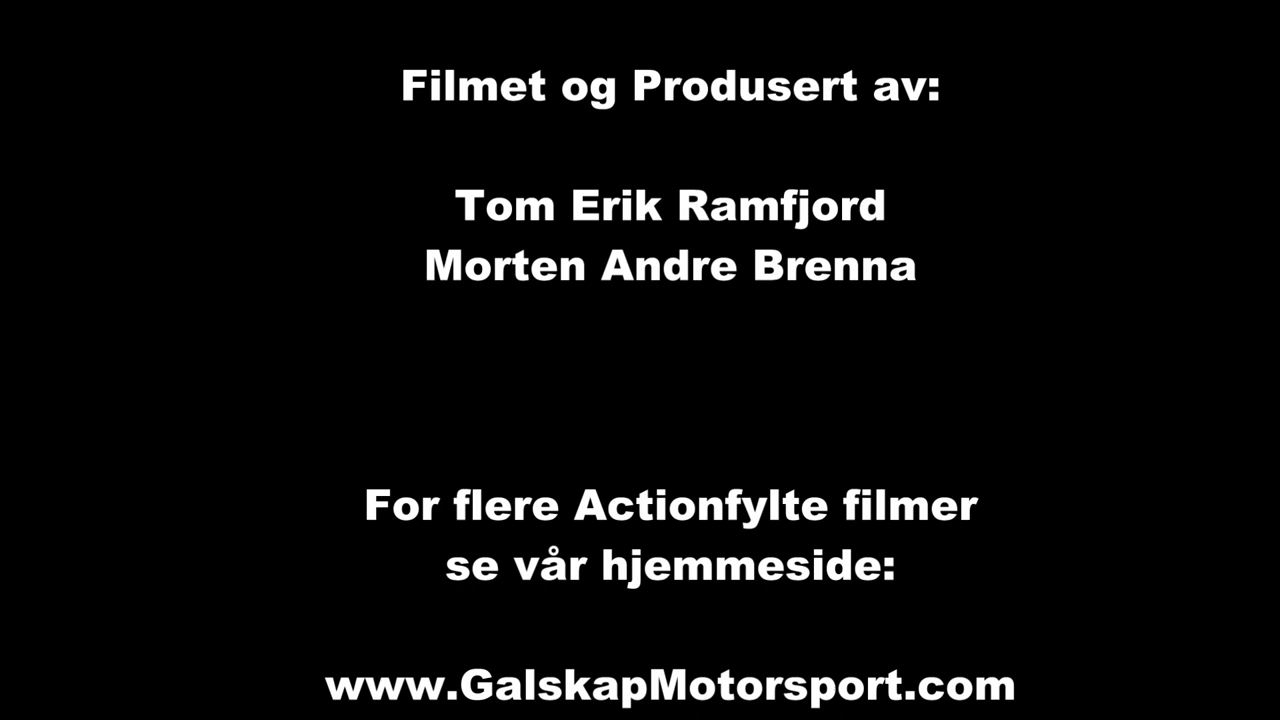 Filmet og Produsert av:
Tom Erik Ramfjord
Morten Andre Brenna
For flere Actionfylte filmer
se vår hjemmeside:
www.GalskapMotorsport.com